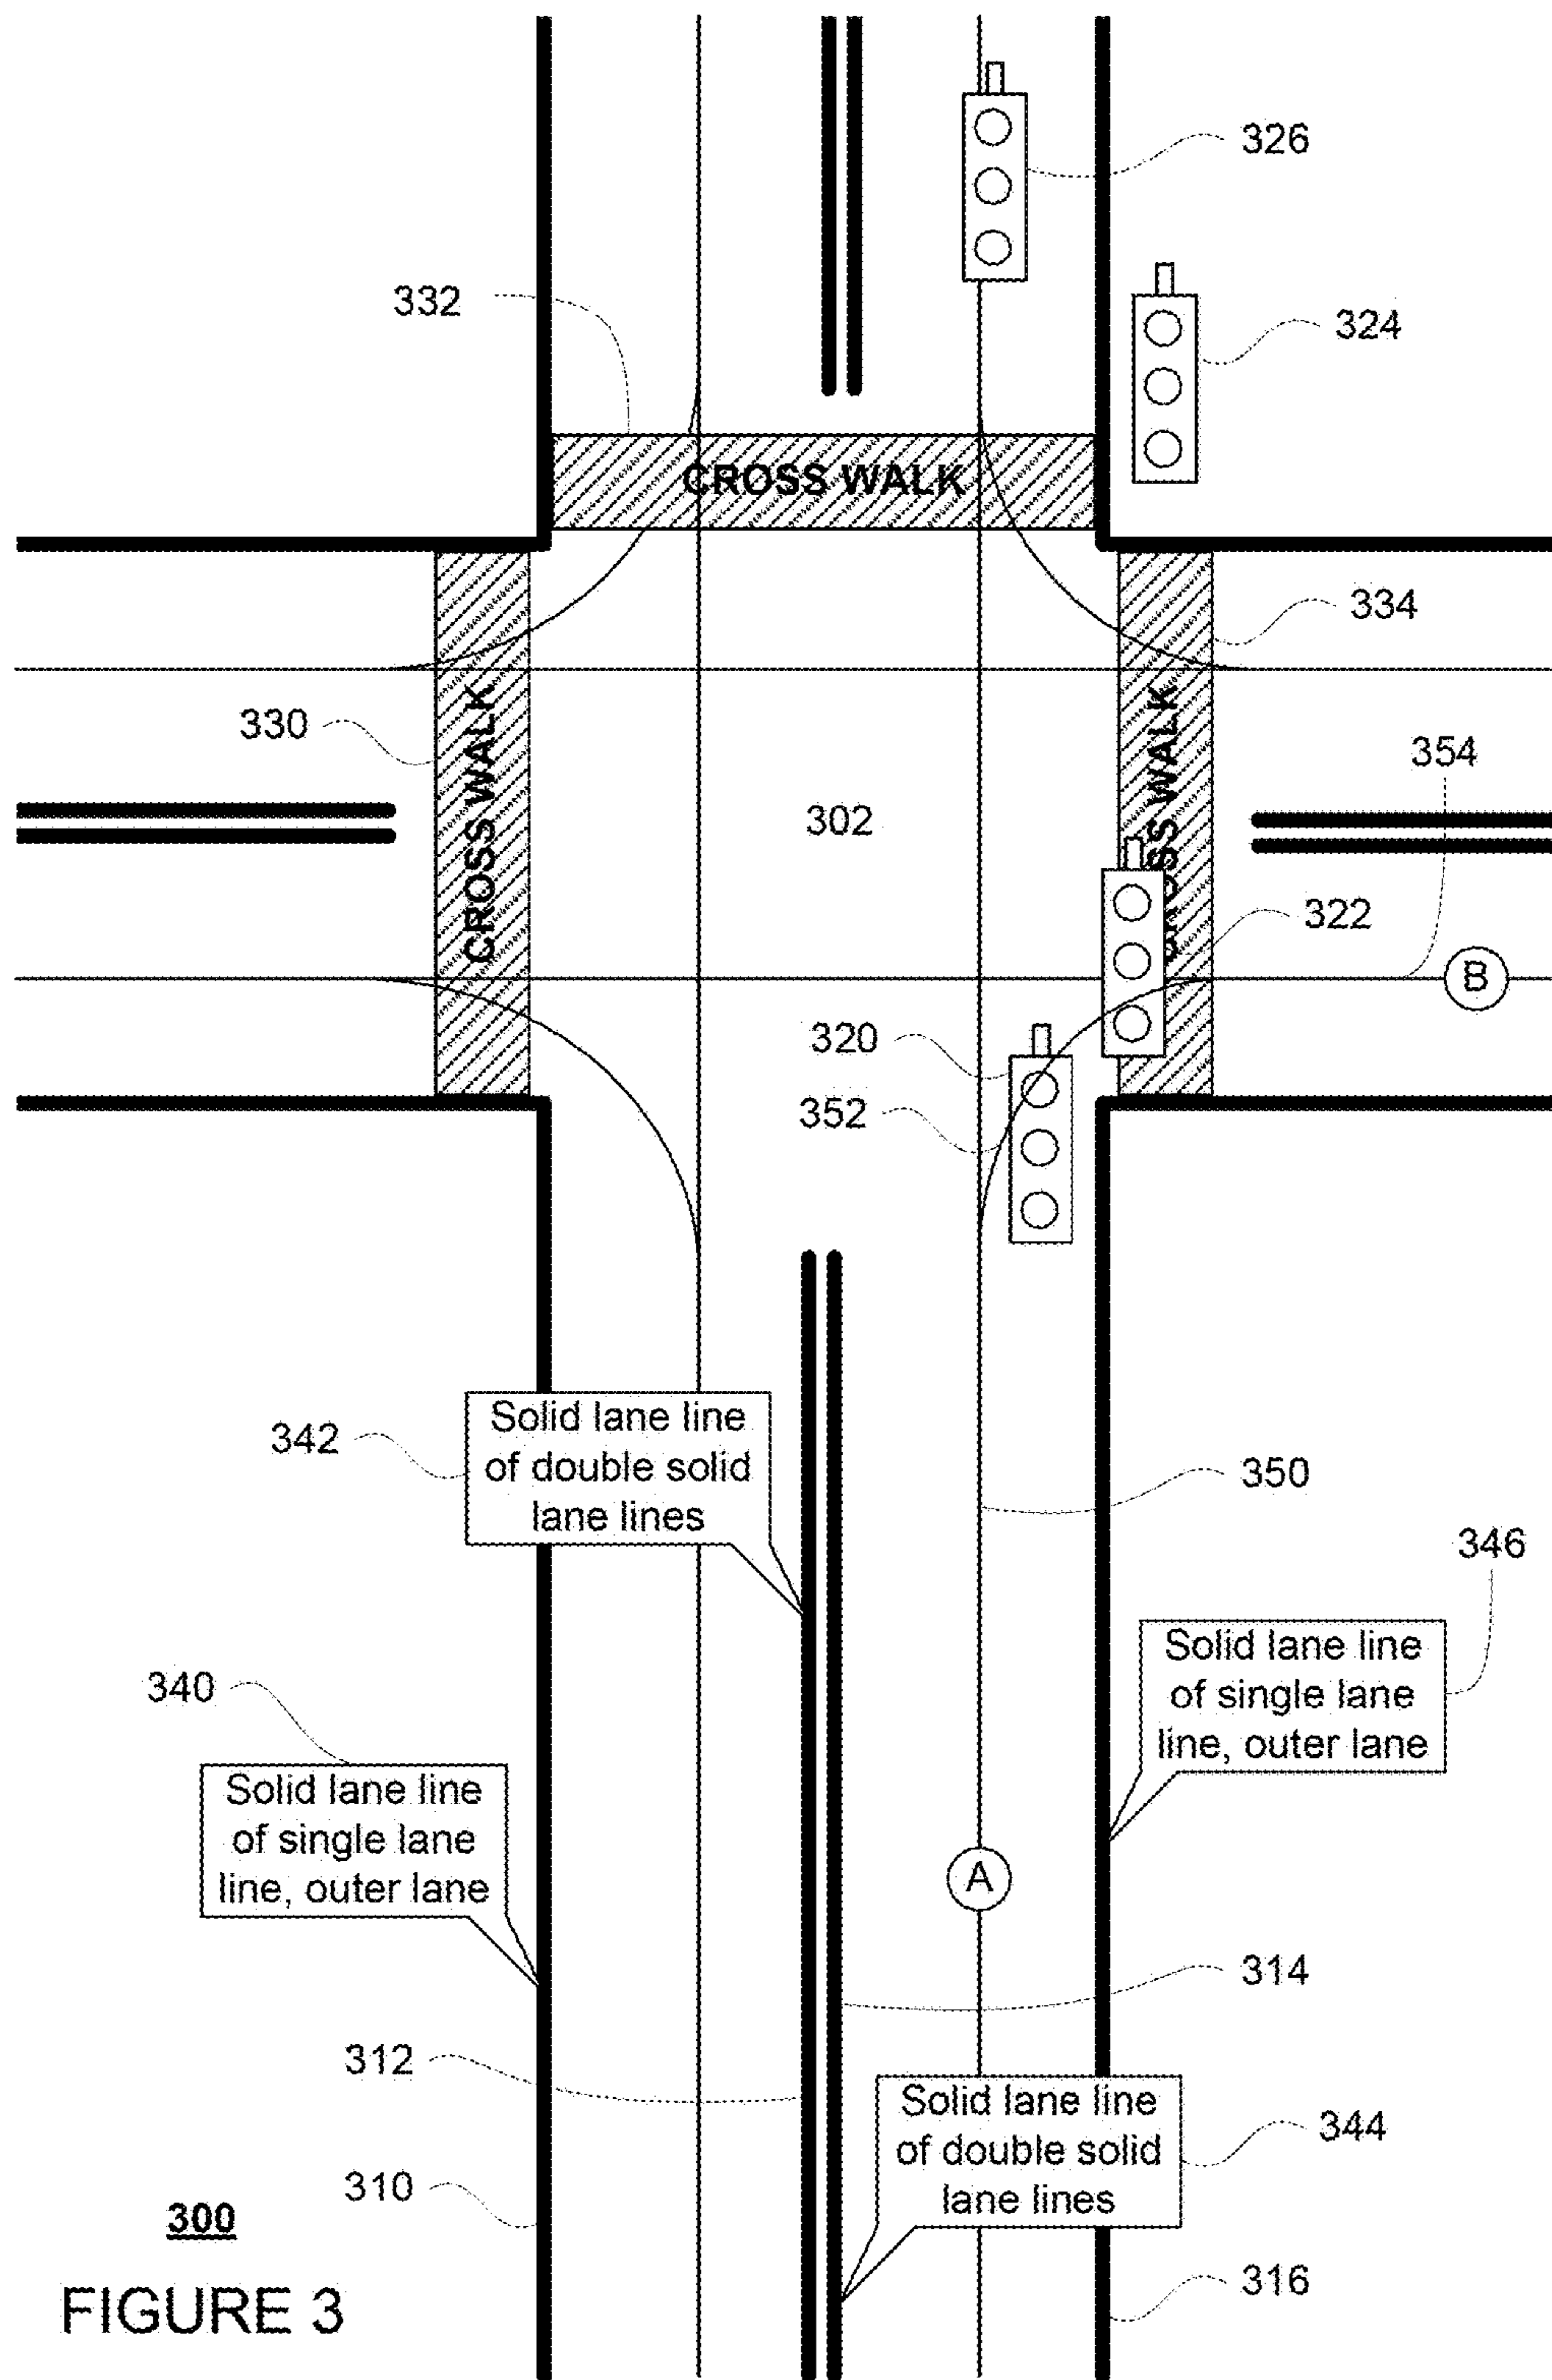 326
324
332
CROSS WALK
334
330
CROSS WALK
CROSS WALK
354
302
322
B
320
352
342
Solid lane line
of double solid
lane lines
350
346
Solid lane line
of single lane
line, outer lane
340
Solid lane line
of single lane
line, outer lane
A
314
312
Solid lane line
of double solid
lane lines
344
310
300
316
FIGURE 3